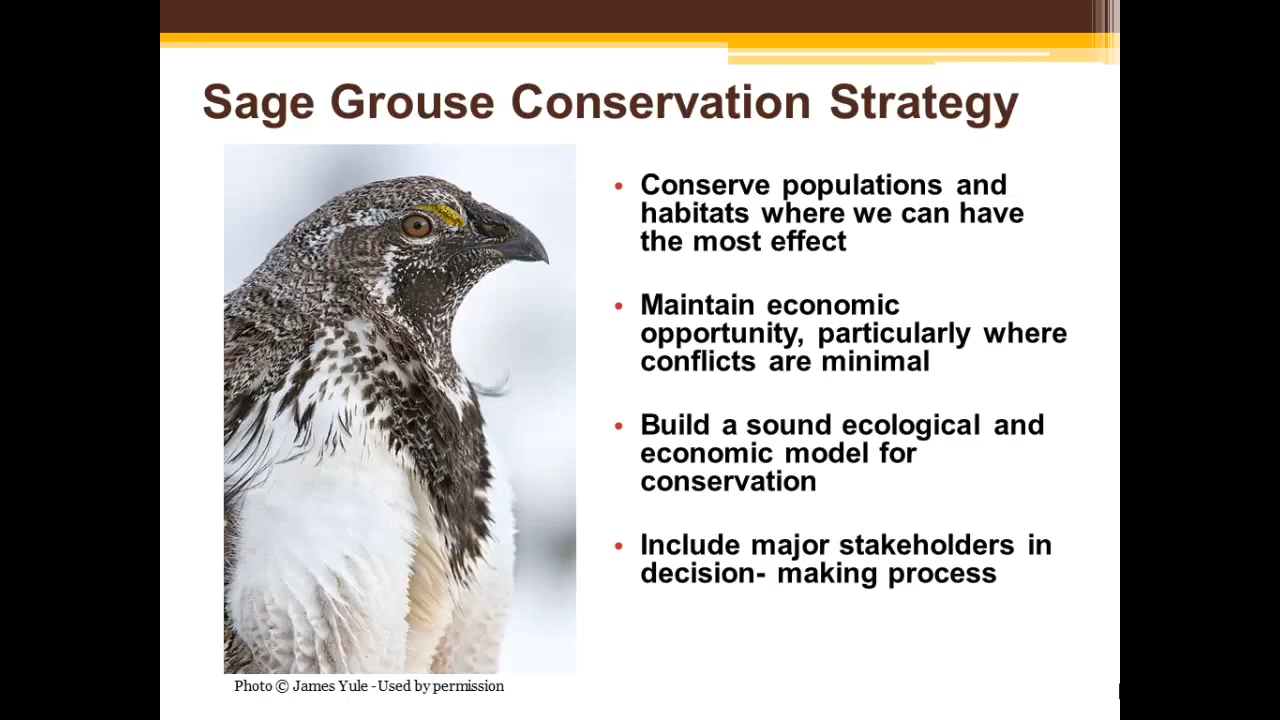 Sage Grouse Conservation Strategy
• Conserve populations and
habitats where we can have
the most effect
• Maintain economic
opportunity, particularly where
conflicts are minimal
• Build a sound ecological and
economic model for
conservation
• Include major stakeholders in
decision- making process
Photo © James Yule - Used by permission